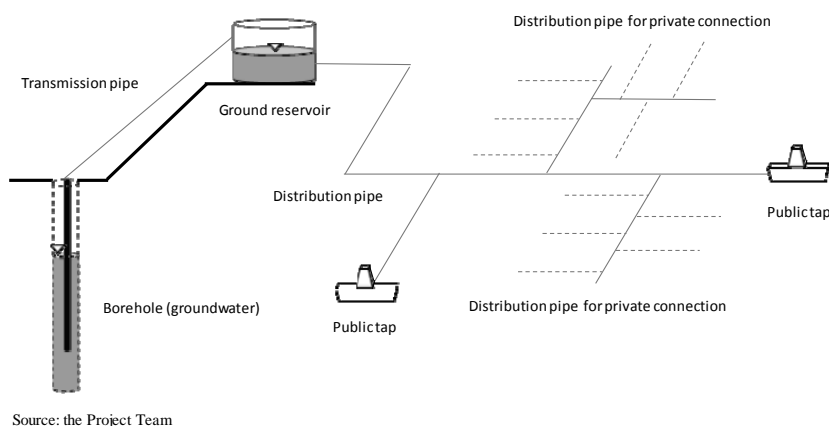 Distribution pipe for private connection
Transmission pipe
Ground reservoir
Distribution pipe
Public tap
Borehole (groundwater)
Distribution pipe for private connection
Public tap
Source: the Project Team